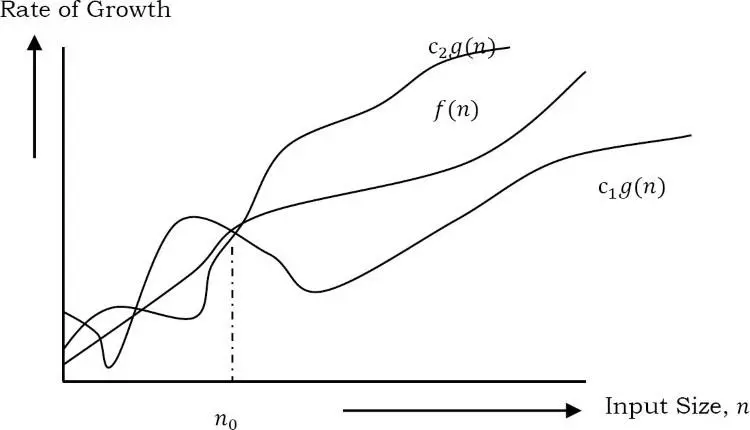 Rate of Growth
c₂g(n)
f(n)
c₁g(n)
n₀
Input Size, n